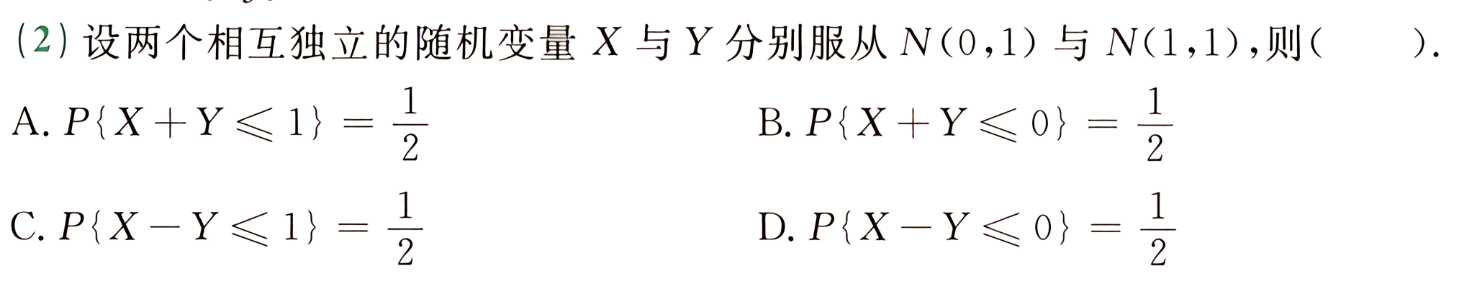 (2) 设两个相互独立的随机变量 X 与 Y 分别服从 N(0,1) 与 N(1,1),则(　　).
A. P{X+Y⩽1} = 1/2　　B. P{X+Y⩽0} = 1/2
C. P{X−Y⩽1} = 1/2　　D. P{X−Y⩽0} = 1/2